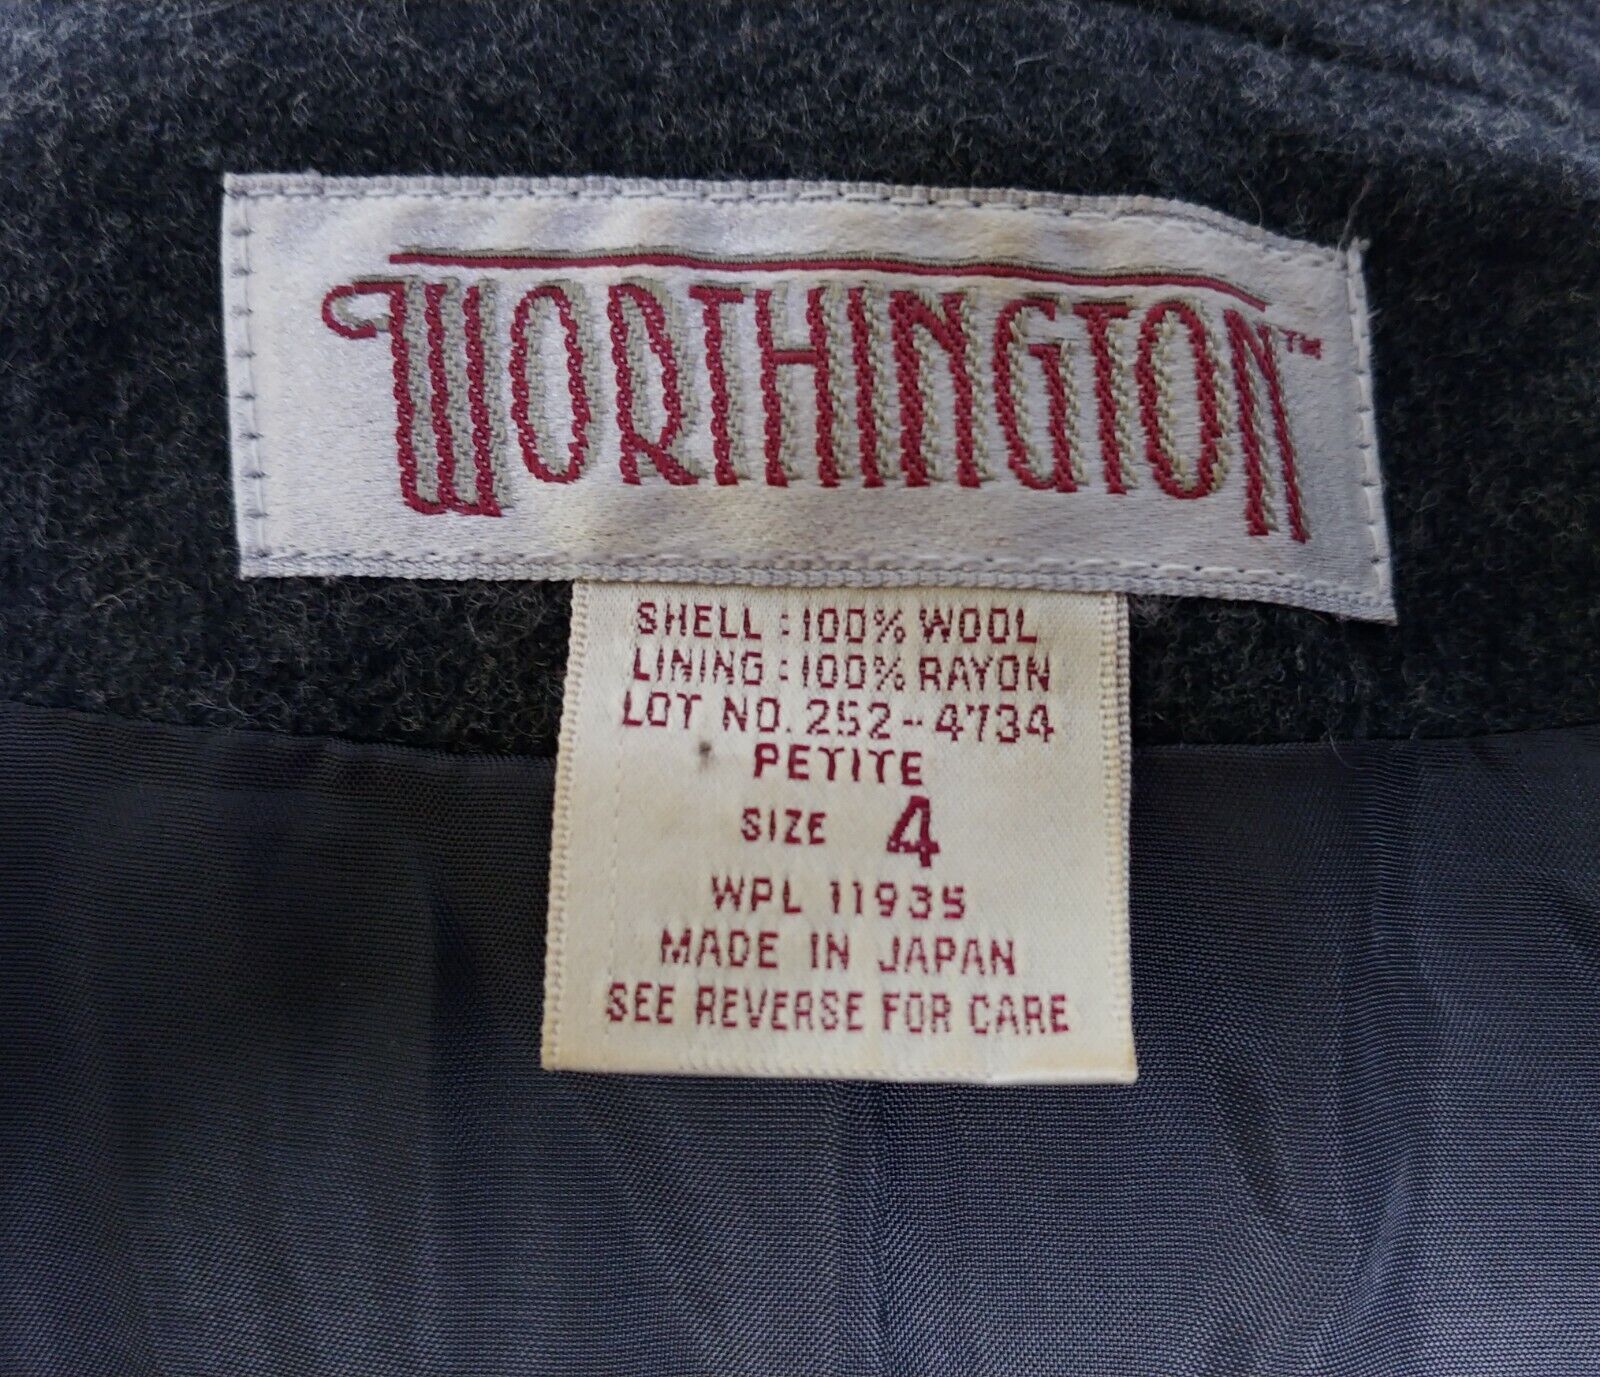 WORTHINGTON™
SHELL : 100% WOOL
LINING : 100% RAYON
LOT NO. 252-4734
PETITE
SIZE 4
WPL 11935
MADE IN JAPAN
SEE REVERSE FOR CARE